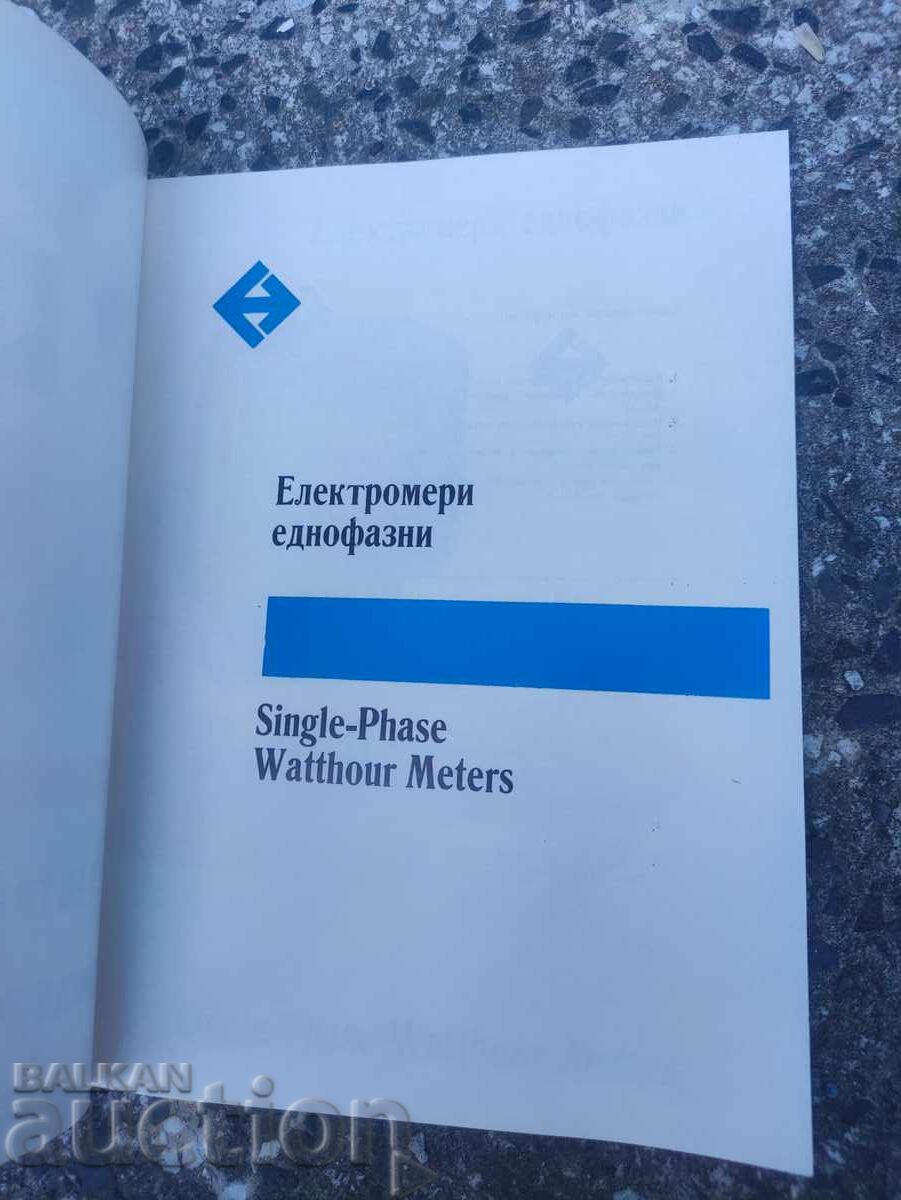 Електромери
еднофазни
Single-Phase
Watthour Meters
BALKAN
auction